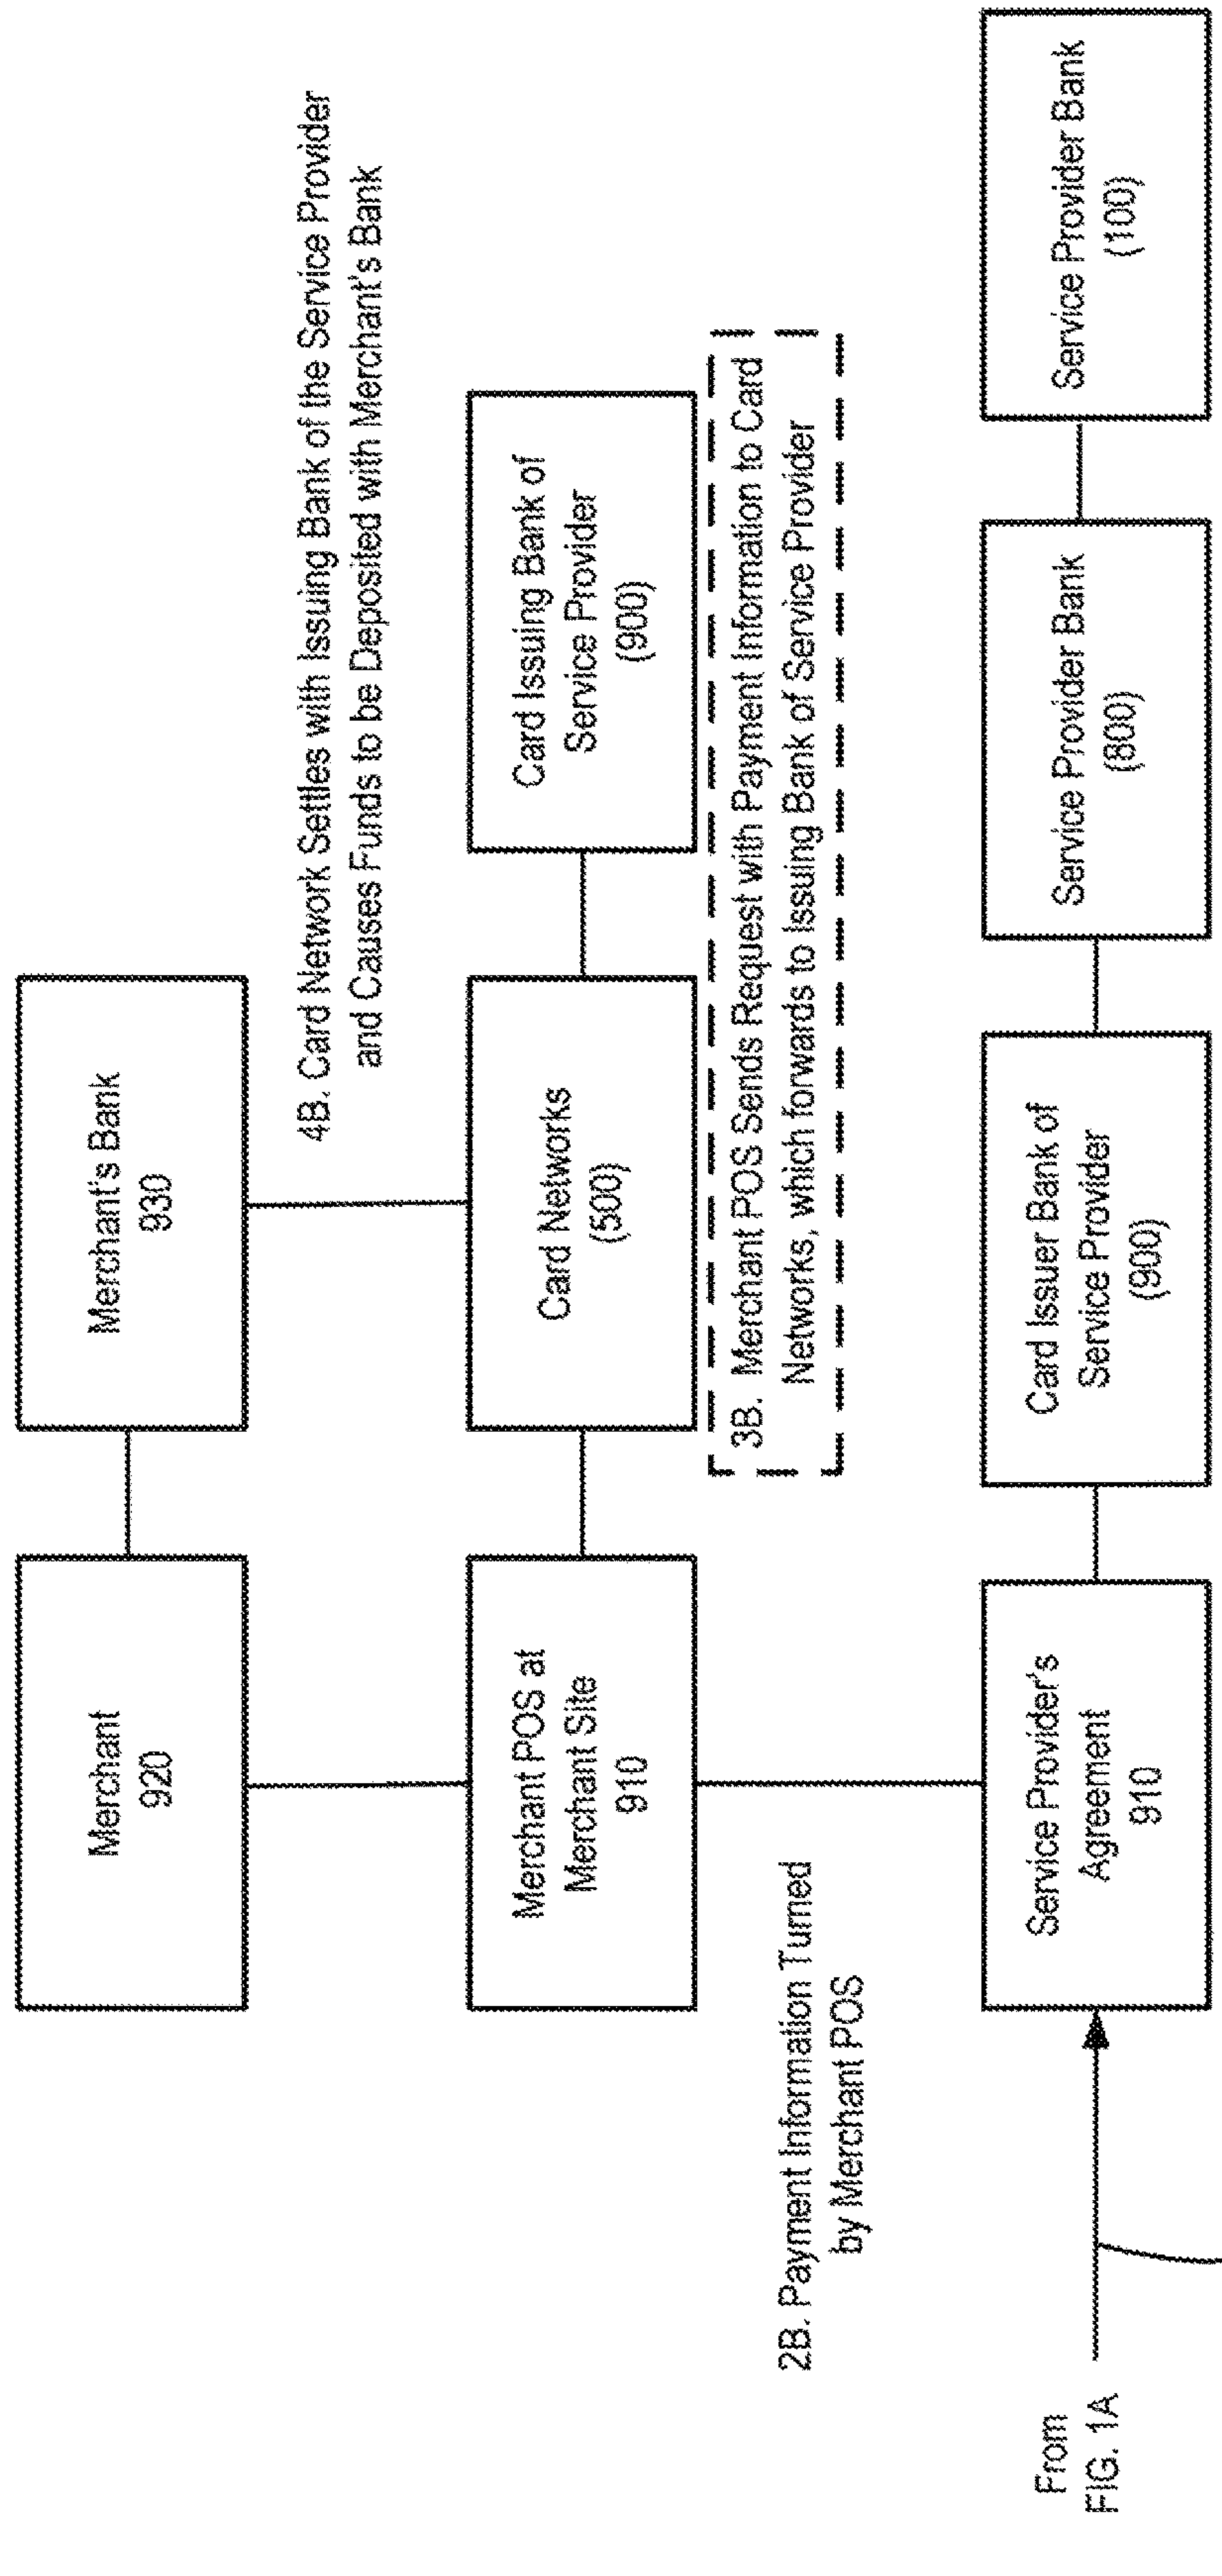 Merchant
920
Merchant's Bank
930
4B. Card Network Settles with Issuing Bank of the Service Provider
and Causes Funds to be Deposited with Merchant's Bank
Merchant POS at
Merchant Site
910
Card Networks
(500)
Card Issuing Bank of
Service Provider
(900)
3B. Merchant POS Sends Request with Payment Information to Card
Networks, which forwards to Issuing Bank of Service Provider
2B. Payment Information Turned
by Merchant POS
From
FIG. 1A
Service Provider's
Agreement
910
Card Issuer Bank of
Service Provider
(900)
Service Provider Bank
(800)
Service Provider Bank
(100)